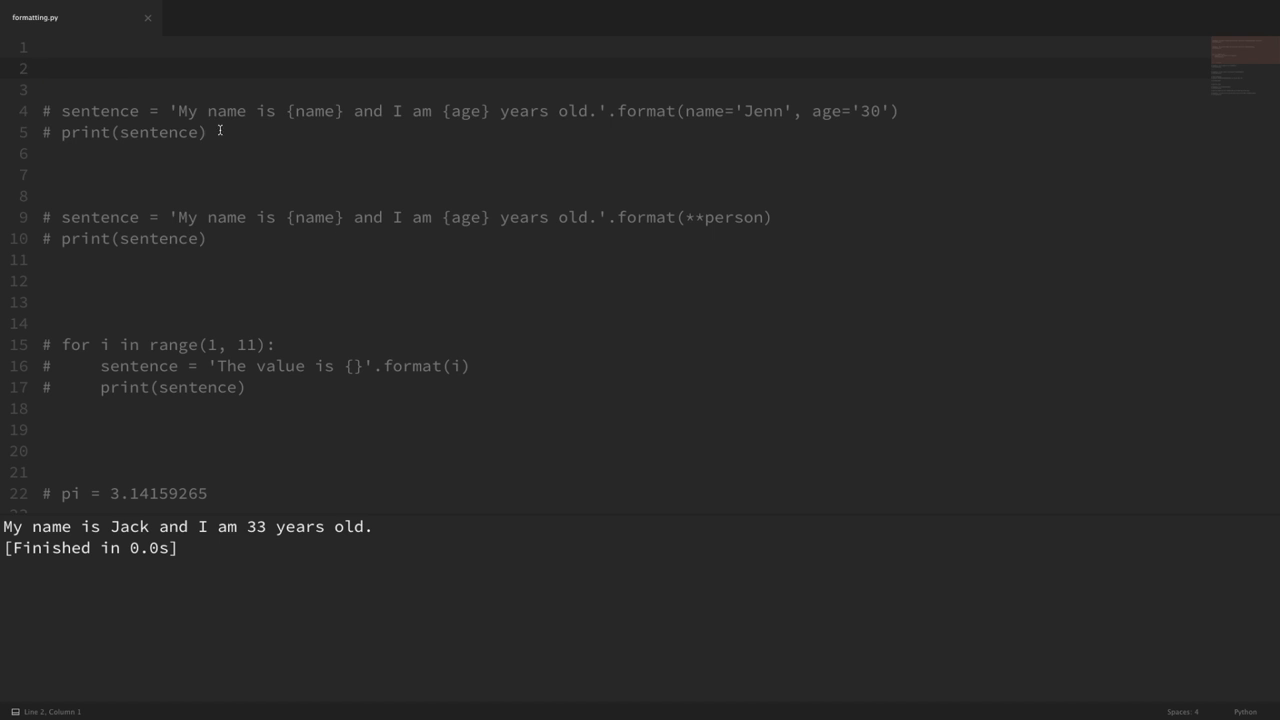 formatting.py ×
1
2
3
4 # sentence = 'My name is {name} and I am {age} years old.'.format(name='Jenn', age='30')
5 # print(sentence)
6
7
8
9 # sentence = 'My name is {name} and I am {age} years old.'.format(**person)
10 # print(sentence)
11
12
13
14
15 # for i in range(1, 11):
16 #     sentence = 'The value is {}'.format(i)
17 #     print(sentence)
18
19
20
21
22 # pi = 3.14159265
My name is Jack and I am 33 years old.
[Finished in 0.0s]
Line 2, Column 1 Spaces: 4 Python